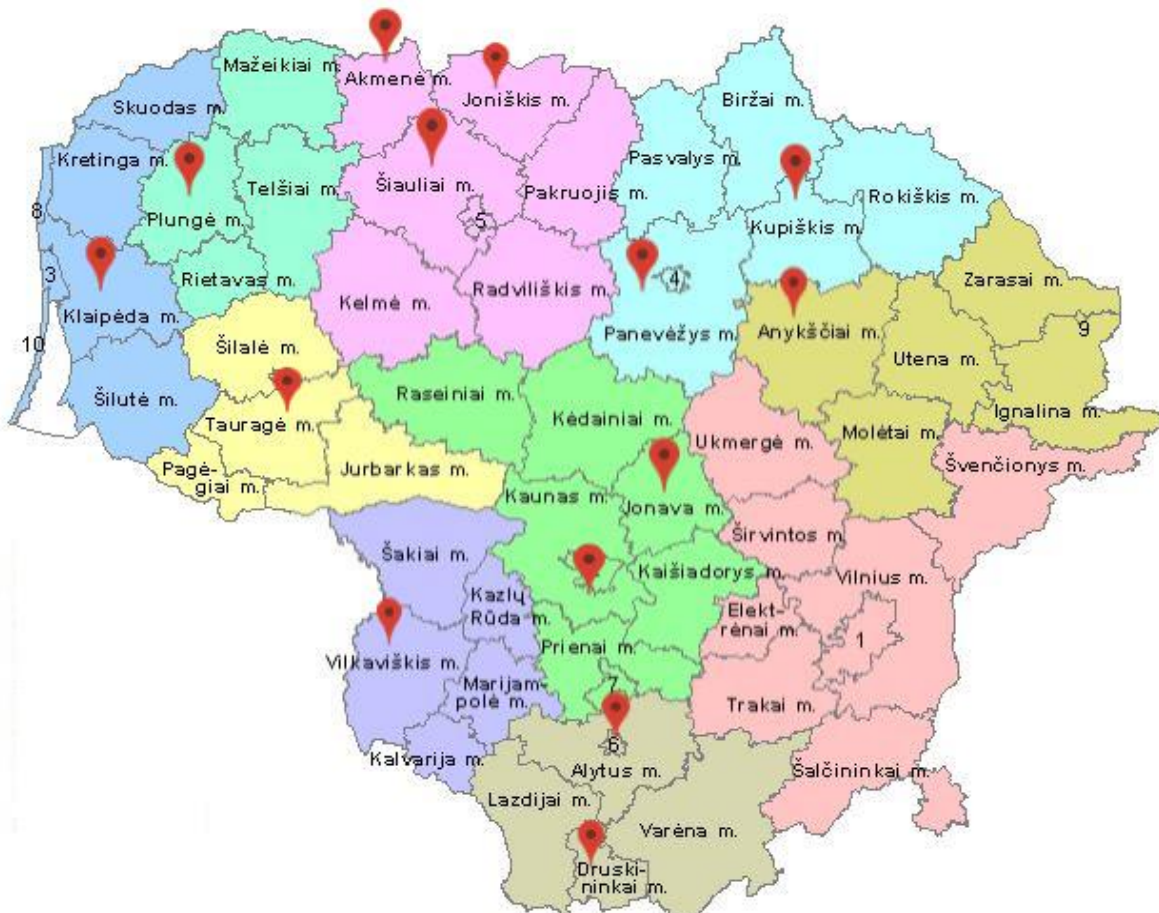 Mažeikiai m.
Akmenė m.
Joniškis m.
Biržai m.
Skuodas m.
Kretinga m.
Telšiai m.
Šiauliai m.
Pakruojis m.
Pasvalys m.
Rokiškis m.
8
Plungė m.
5
Kupiškis m.
3
Rietavas m.
Kelmė m.
Radviliškis m.
4
Zarasai m.
Klaipėda m.
10
Šilalė m.
Panevėžys m.
Anykščiai m.
9
Utena m.
Šilutė m.
Tauragė m.
Raseiniai m.
Kėdainiai m.
Ukmergė m.
Molėtai m.
Ignalina m.
Pagė-
giai m.
Jurbarkas m.
Kaunas m.
Jonava m.
Švenčionys m.
Širvintos m.
Šakiai m.
Kaišiadorys m.
Vilnius m.
Kazlų
Rūda m.
Elekt-
rėnai m.
1
Vilkaviškis m.
Prienai m.
Marijam-
polė m.
7
Trakai m.
Kalvarija m.
6
Alytus m.
Šalčininkai m.
Lazdijai m.
Varėna m.
Druski-
ninkai m.